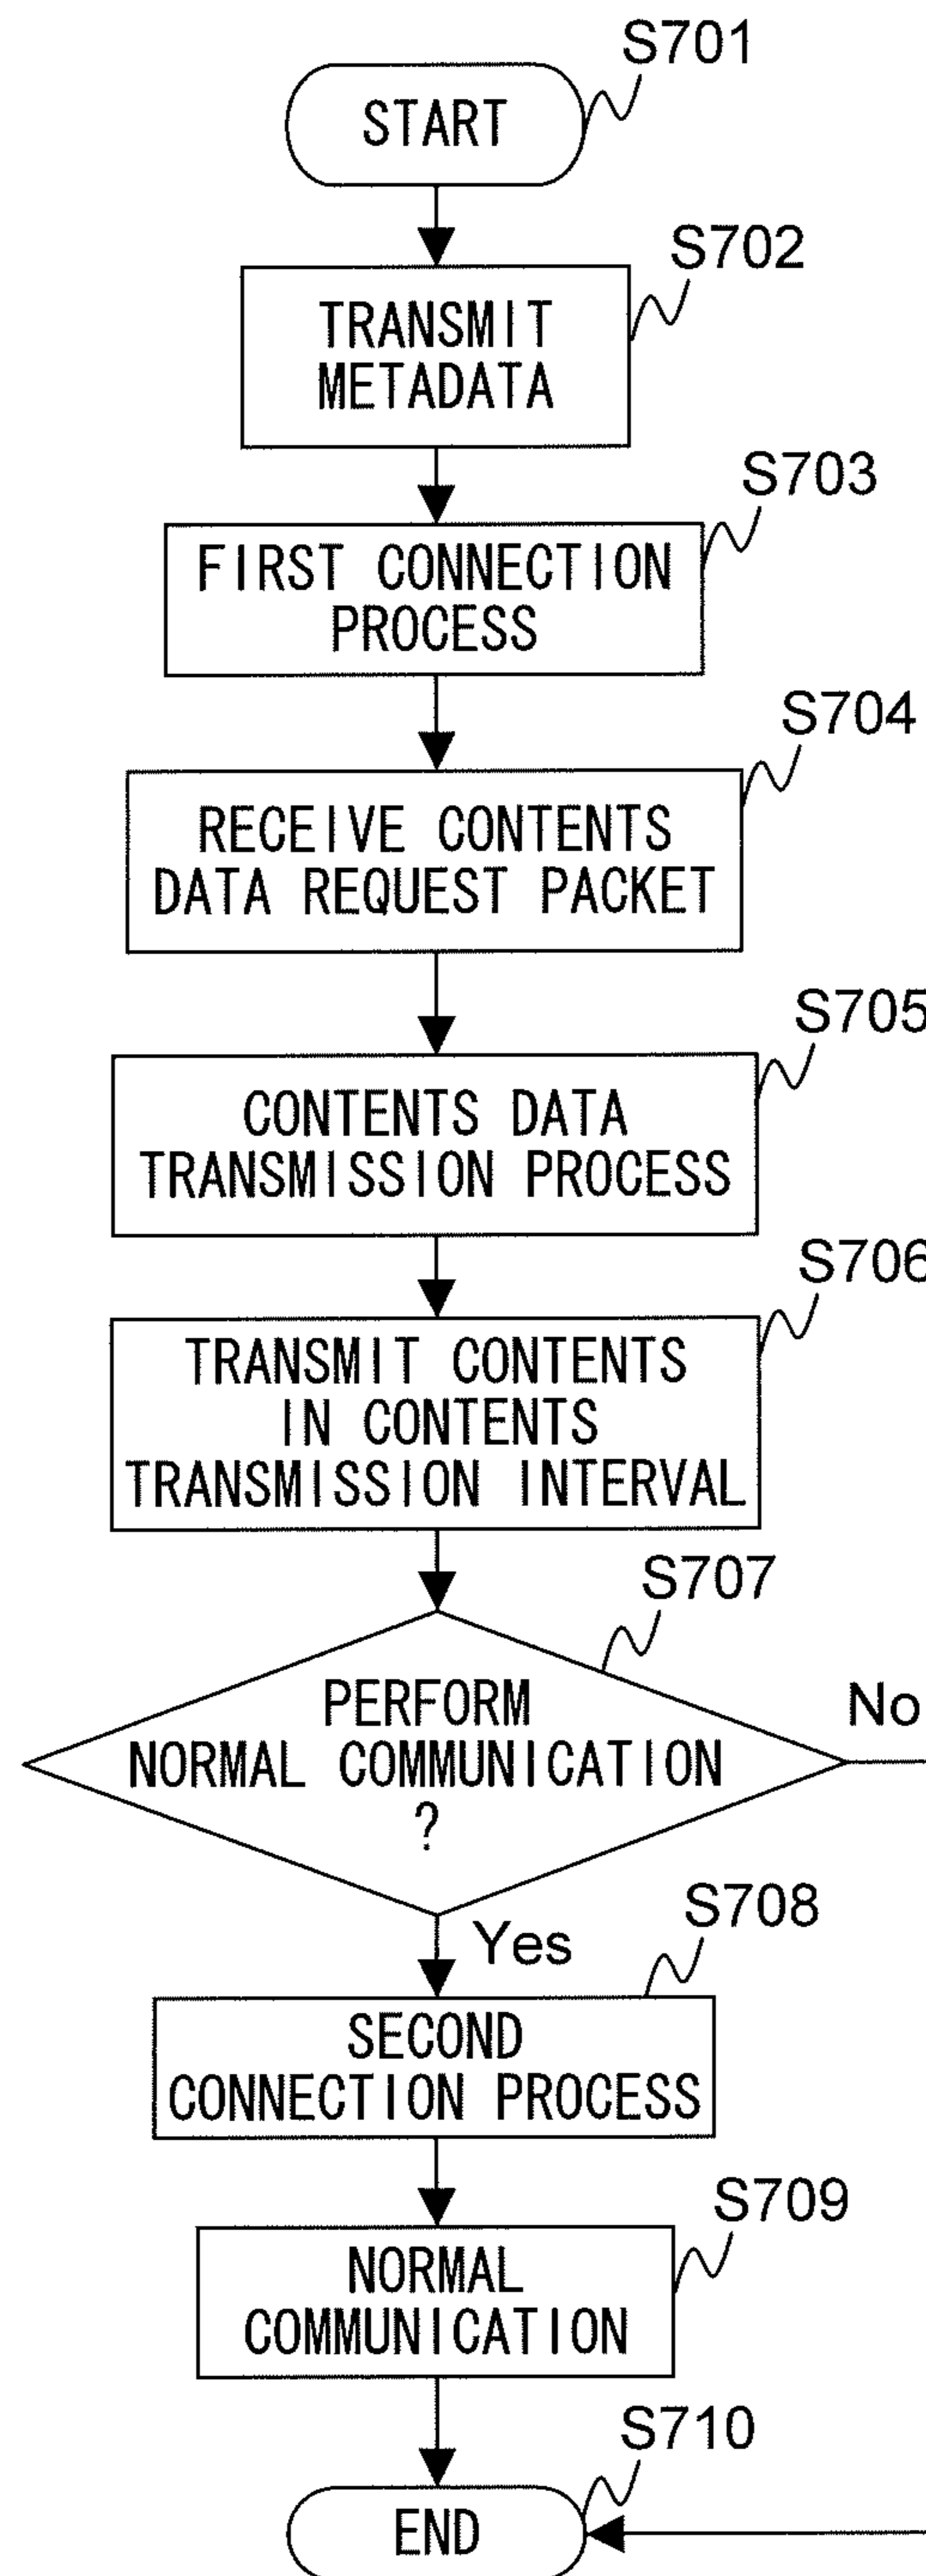 S701
START
S702
TRANSMIT
METADATA
S703
FIRST CONNECTION
PROCESS
S704
RECEIVE CONTENTS
DATA REQUEST PACKET
S705
CONTENTS DATA
TRANSMISSION PROCESS
S706
TRANSMIT CONTENTS
IN CONTENTS
TRANSMISSION INTERVAL
S707
PERFORM
NORMAL COMMUNICATION
?
No
Yes
S708
SECOND
CONNECTION PROCESS
S709
NORMAL
COMMUNICATION
S710
END